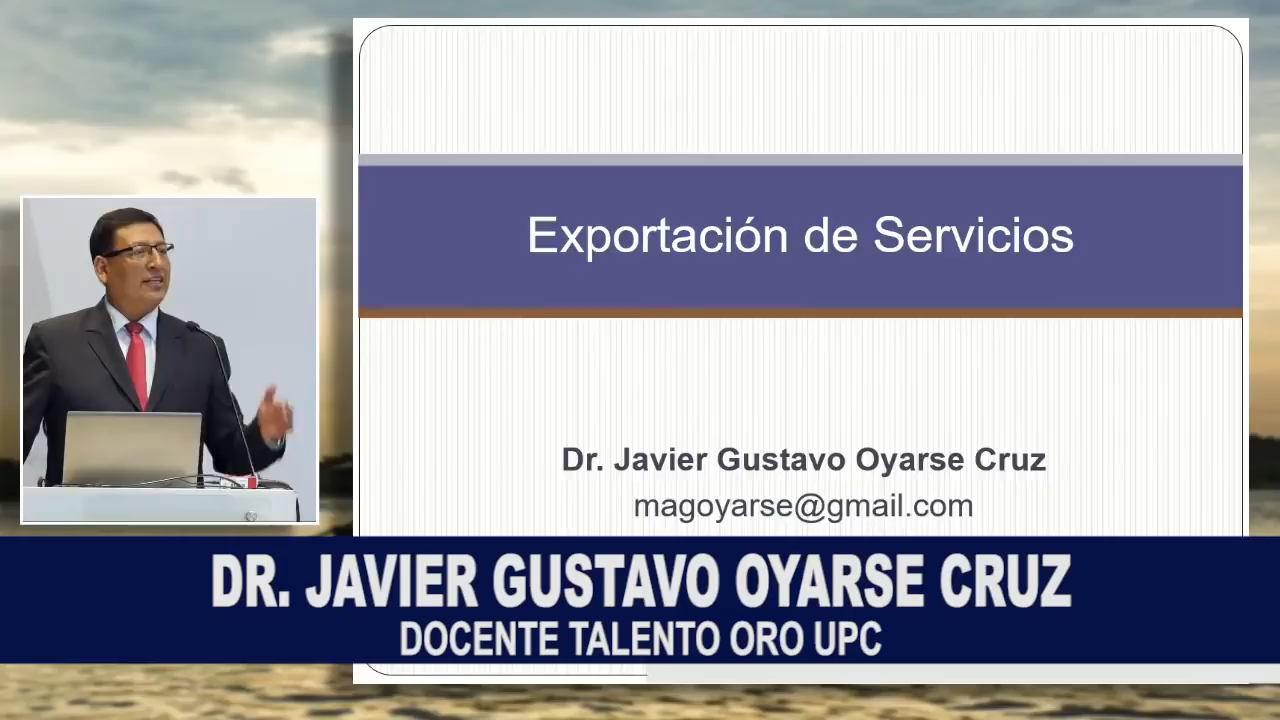 Exportación de Servicios
Dr. Javier Gustavo Oyarse Cruz
magoyarse@gmail.com
DR. JAVIER GUSTAVO OYARSE CRUZ
DOCENTE TALENTO ORO UPC